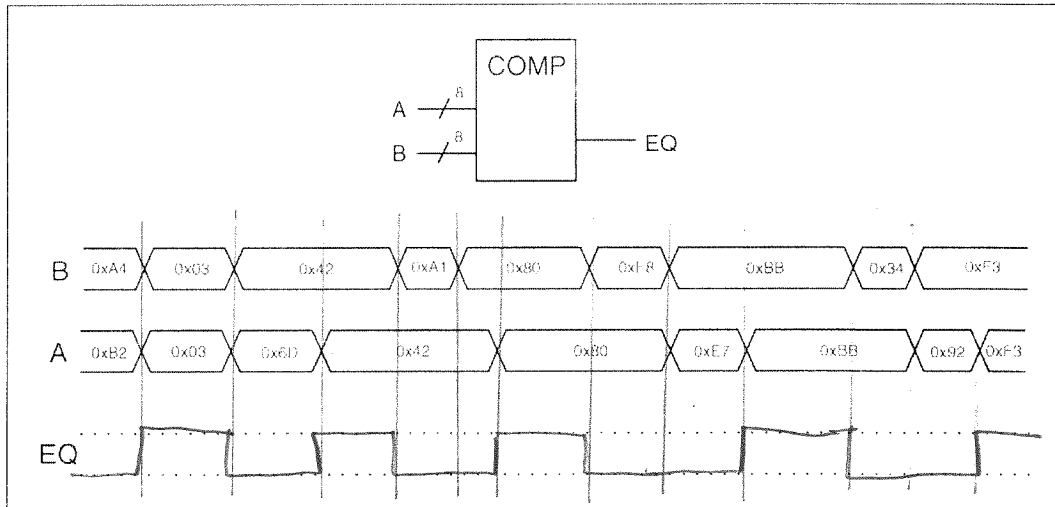 COMP
A 8
B 8
EQ
B 0xA4 0x03 0x42 0xA1 0x80 0xF8 0xBB 0x34 0xF3
A 0xB2 0x03 0x6D 0x42 0x80 0xE7 0xBB 0x92 0xF3
EQ